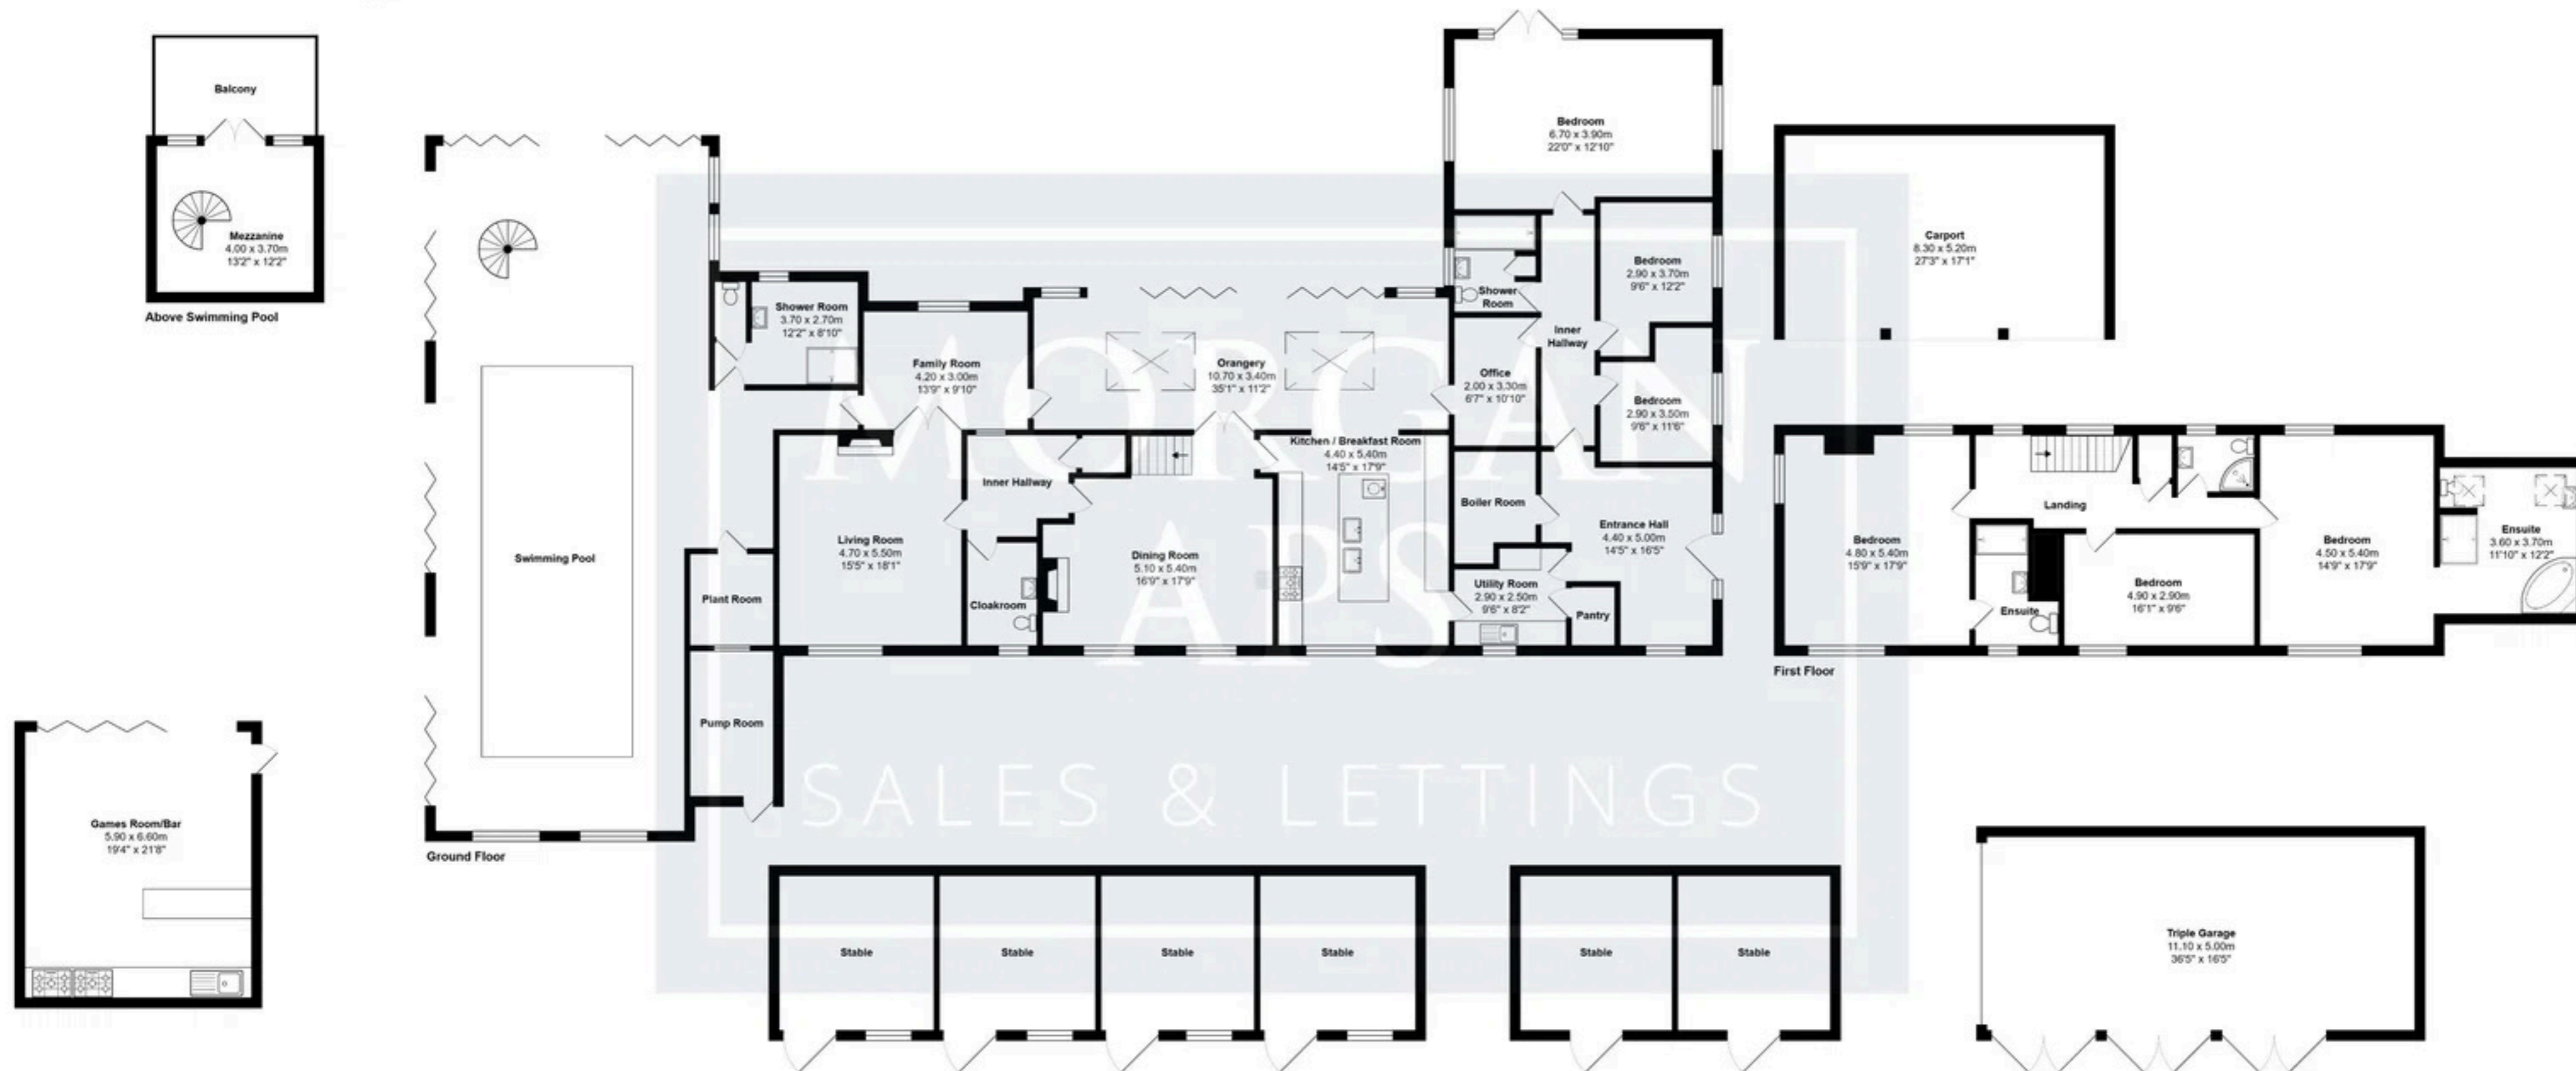 Balcony
Mezzanine
4.00 x 3.70m
13'2" x 12'2"
Above Swimming Pool
Bedroom
6.70 x 3.90m
22'0" x 12'10"
Carport
8.30 x 5.20m
27'3" x 17'1"
Shower Room
3.70 x 2.70m
12'2" x 8'10"
Family Room
4.20 x 3.00m
13'9" x 9'10"
Orangery
10.70 x 3.40m
35'1" x 11'2"
Shower
Room
Inner
Hallway
Bedroom
2.90 x 3.70m
9'6" x 12'2"
Office
2.00 x 3.30m
6'7" x 10'10"
Bedroom
2.90 x 3.50m
9'6" x 11'6"
Swimming Pool
Living Room
4.70 x 5.50m
15'5" x 18'1"
Inner Hallway
Cloakroom
Dining Room
5.10 x 5.40m
16'9" x 17'9"
Kitchen / Breakfast Room
4.40 x 5.40m
14'5" x 17'9"
Boiler Room
Entrance Hall
4.40 x 5.00m
14'5" x 16'5"
Utility Room
2.90 x 2.50m
9'6" x 8'2"
Pantry
Plant Room
Pump Room
Ground Floor
Bedroom
4.80 x 5.40m
15'9" x 17'9"
Landing
Ensuite
Bedroom
4.90 x 2.90m
16'1" x 9'6"
Bedroom
4.50 x 5.40m
14'9" x 17'9"
Ensuite
3.60 x 3.70m
11'10" x 12'2"
First Floor
Games Room/Bar
5.90 x 6.60m
19'4" x 21'8"
Stable
Stable
Stable
Stable
Stable
Stable
Triple Garage
11.10 x 5.00m
36'5" x 16'5"
MORGAN
APS
SALES & LETTINGS